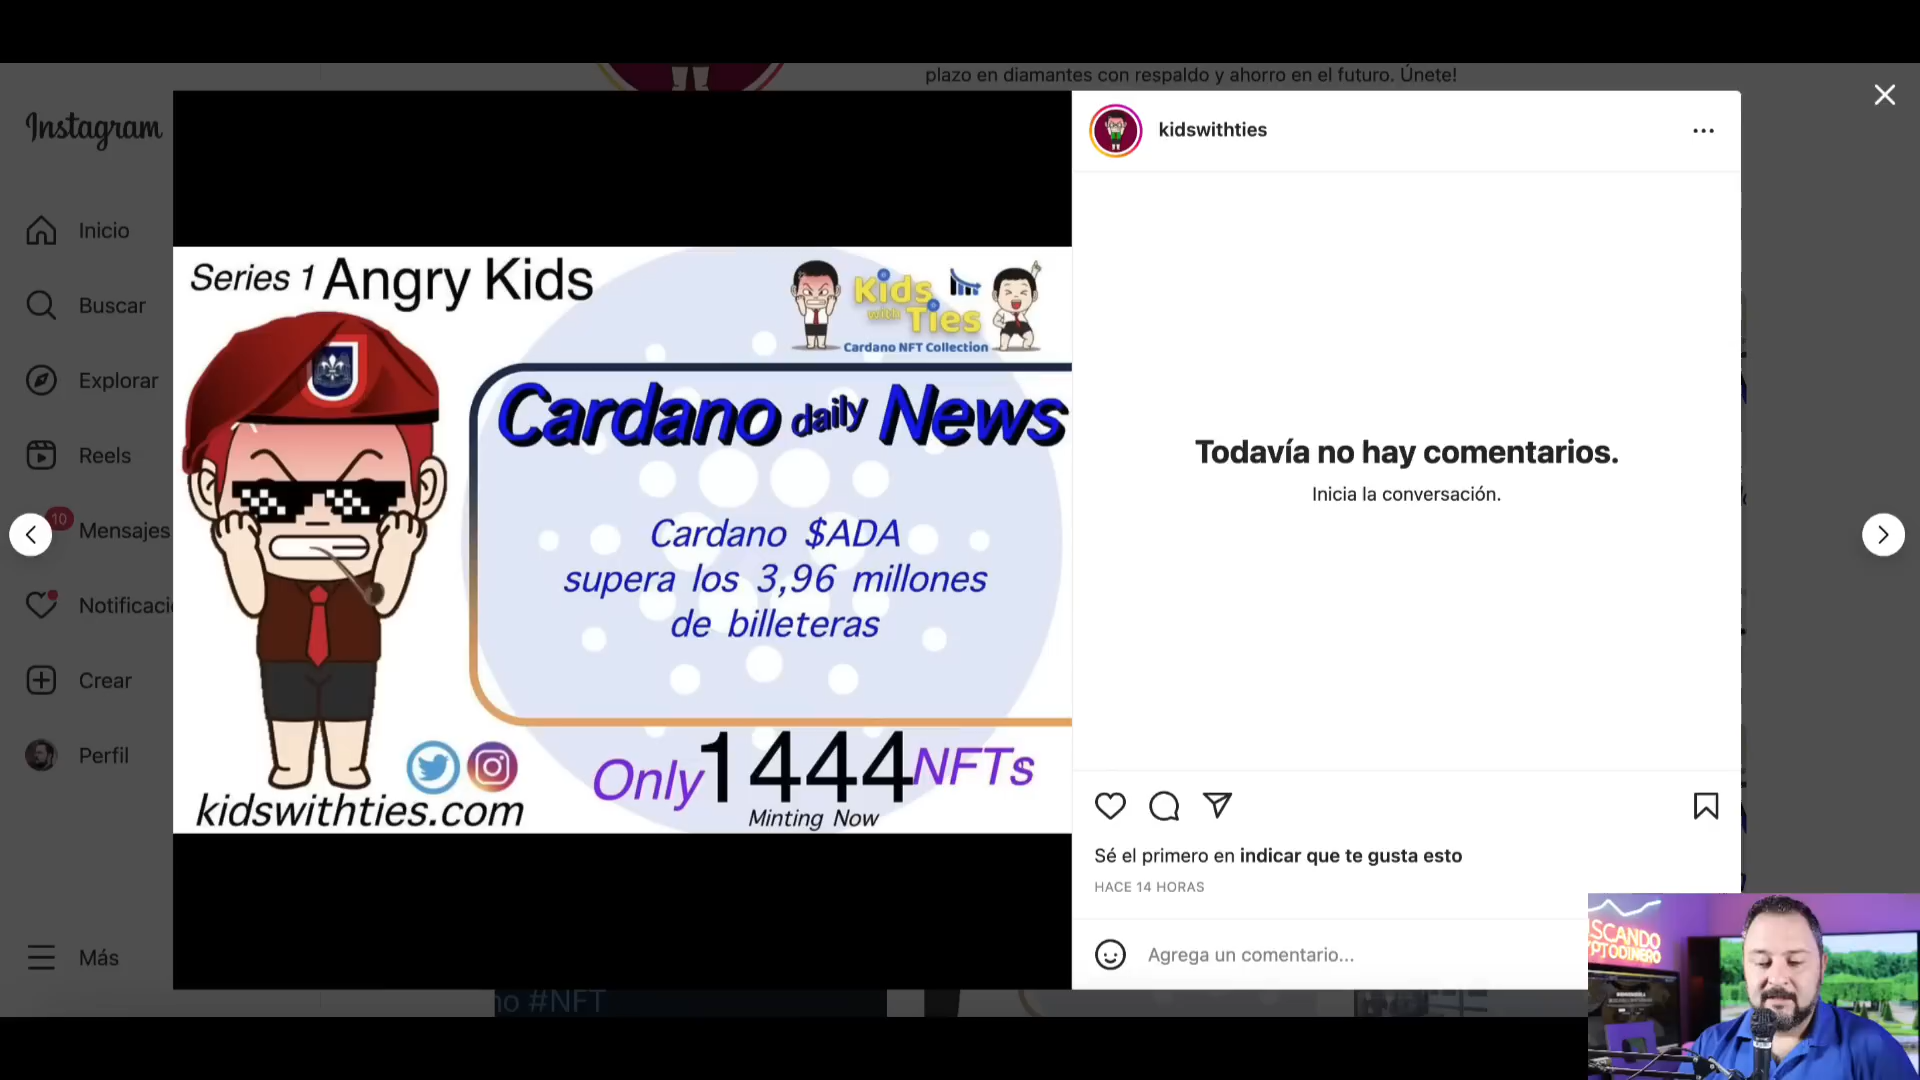 plazo en diamantes con respaldo y ahorro en el futuro. Únete!
Instagram
Inicio
Buscar
Explorar
Reels
10
Mensajes
Notificaci
Crear
Perfil
Más
Series 1 Angry Kids
Kids
with Ties
Cardano NFT Collection
Cardano daily News
Cardano $ADA
supera los 3,96 millones
de billeteras
kidswithties.com
Only 1444 NFTs
Minting Now
no #NFT
kidswithties
Todavía no hay comentarios.
Inicia la conversación.
Sé el primero en indicar que te gusta esto
HACE 14 HORAS
Agrega un comentario...
SCANDO
PTODINERO